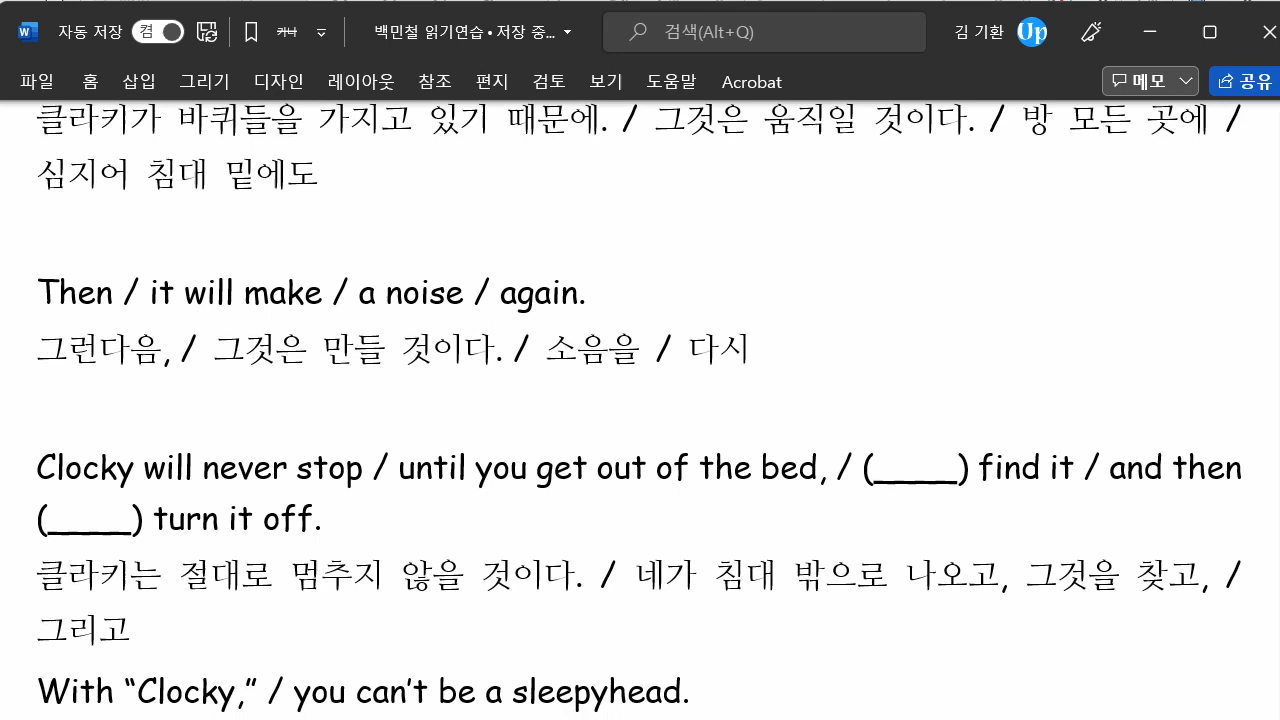 자동 저장 켬 가나 백민철 읽기연습 • 저장 중... 검색(Alt+Q) 김 기환 Up
파일 홈 삽입 그리기 디자인 레이아웃 참조 편지 검토 보기 도움말 Acrobat 메모 공유
클라키가 바퀴들을 가지고 있기 때문에. / 그것은 움직일 것이다. / 방 모든 곳에 /
심지어 침대 밑에도
Then / it will make / a noise / again.
그런다음, / 그것은 만들 것이다. / 소음을 / 다시
Clocky will never stop / until you get out of the bed, / (____) find it / and then
(____) turn it off.
클라키는 절대로 멈추지 않을 것이다. / 네가 침대 밖으로 나오고, 그것을 찾고, /
그리고
With “Clocky,” / you can’t be a sleepyhead.